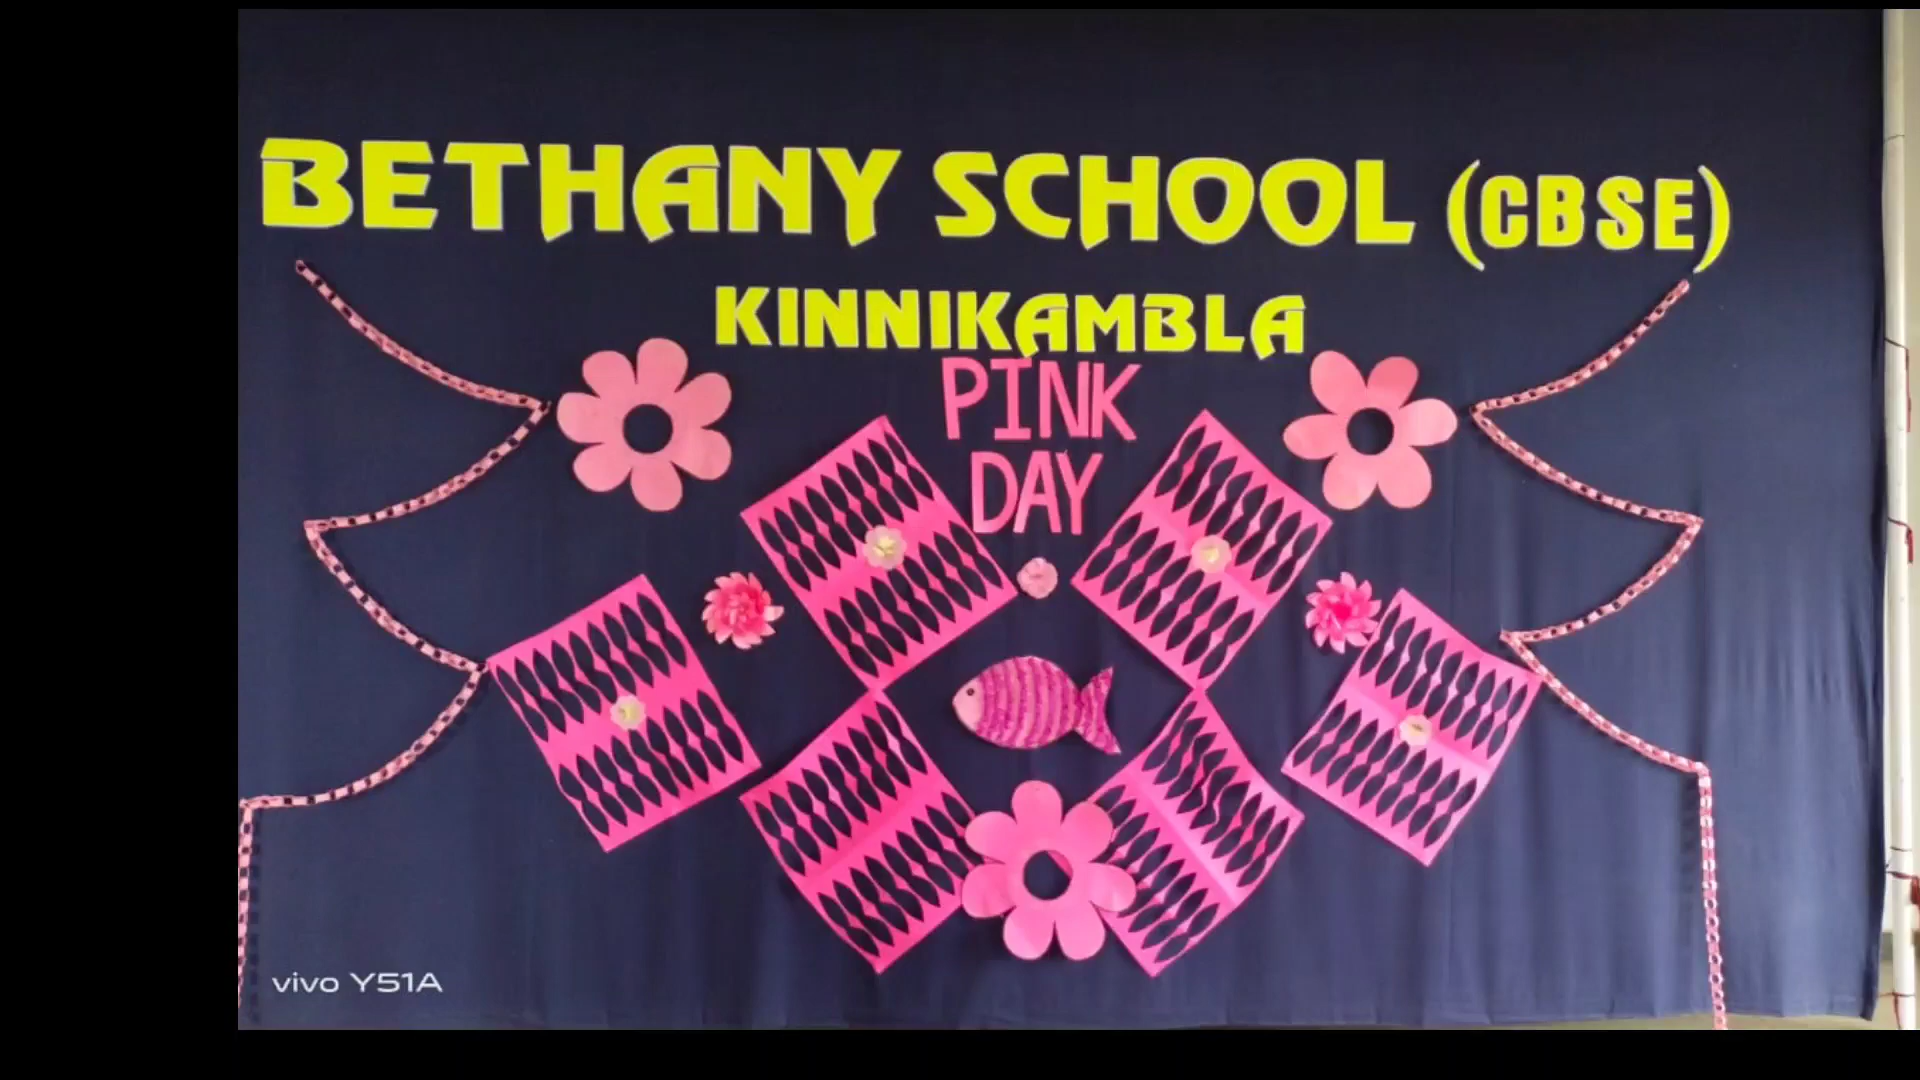 BETHANY SCHOOL (CBSE)
KINNIKAMBLA
PINK
DAY
vivo Y51A